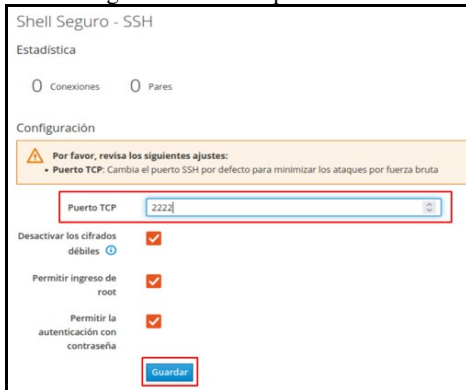 Shell Seguro - SSH
Estadística
0 Conexiones 0 Pares
Configuración
Por favor, revisa los siguientes ajustes:
• Puerto TCP: Cambia el puerto SSH por defecto para minimizar los ataques por fuerza bruta
Puerto TCP 2222
Desactivar los cifrados
débiles
Permitir ingreso de
root
Permitir la
autenticación con
contraseña
Guardar